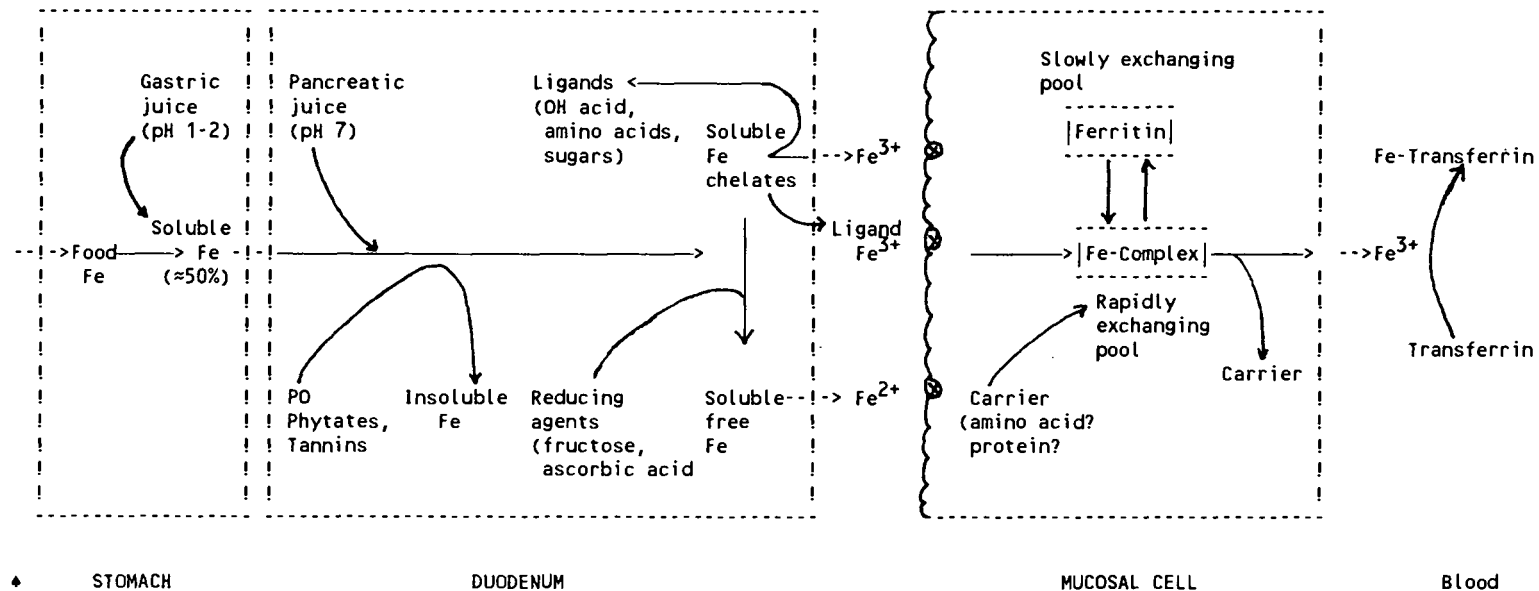 Gastric
juice
(pH 1-2)
Soluble
Food
Fe
Fe
(≈50%)
Pancreatic
juice
(pH 7)
Ligands
(OH acid,
amino acids,
sugars)
Soluble
Fe
chelates
Fe3+
Ligand
Fe3+
PO
Phytates,
Tannins
Insoluble
Fe
Reducing
agents
(fructose,
ascorbic acid
Soluble
free
Fe
Fe2+
Slowly exchanging
pool
Ferritin
Fe-Complex
Rapidly
exchanging
pool
Carrier
(amino acid?
protein?
Carrier
Fe-Transferrin
Fe3+
Transferrin
STOMACH
DUODENUM
MUCOSAL CELL
Blood